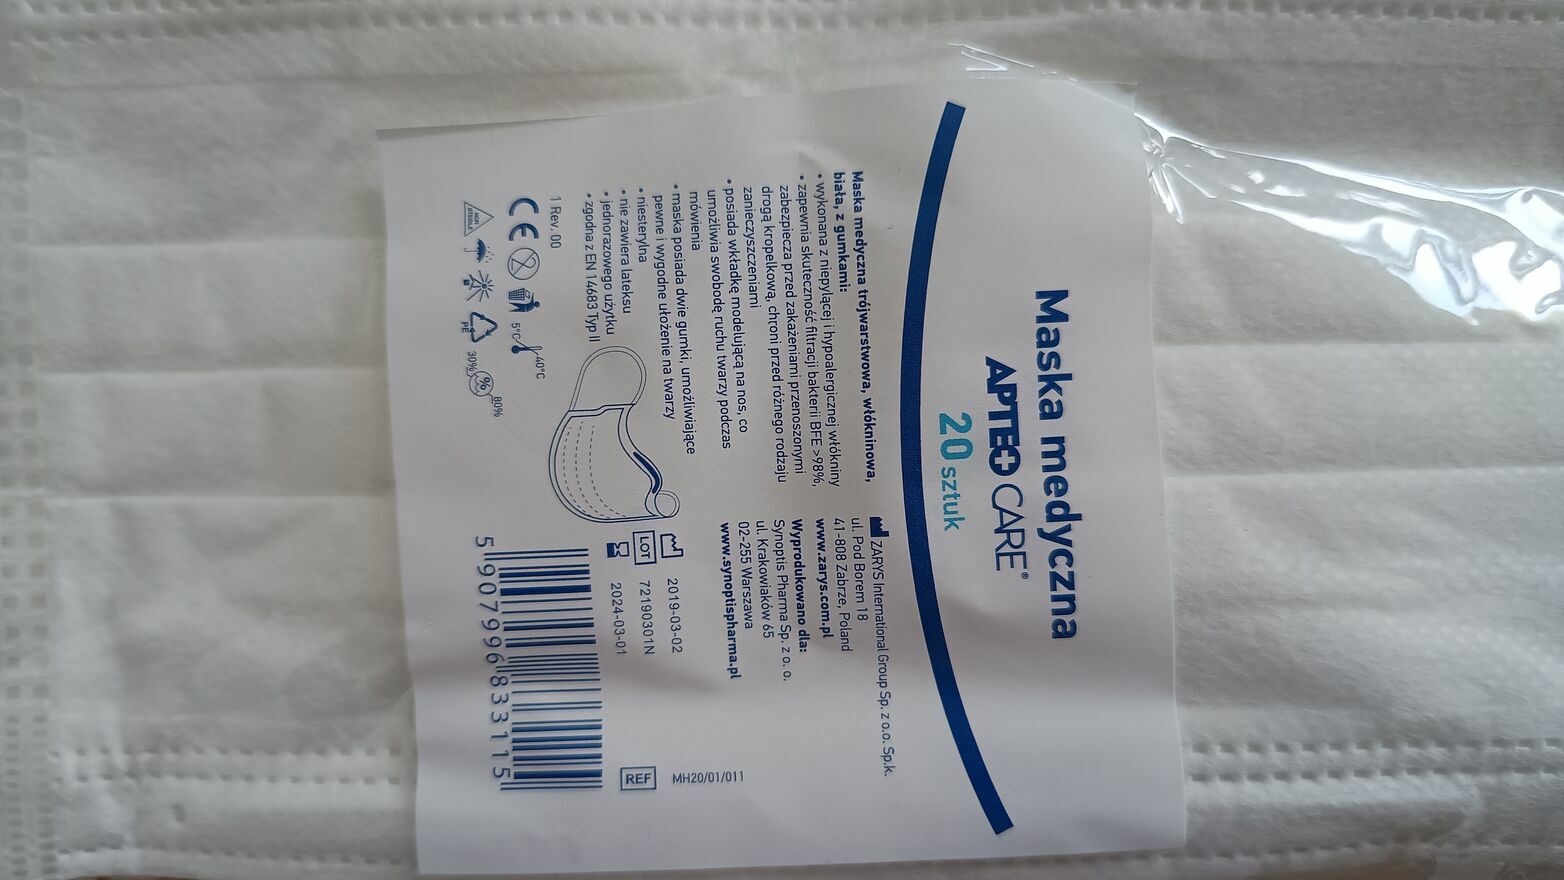 Maska medyczna
APTEO CARE®
20 sztuk
Maska medyczna trójwarstwowa, włókninowa,
biała, z gumkami:
• wykonana z niepylącej i hypoalergicznej włókniny
• zapewnia skuteczność filtracji bakterii BFE >98%,
zabezpiecza przed zakażeniami przenoszonymi
drogą kropelkową, chroni przed różnego rodzaju
zanieczyszczeniami
• posiada wkładkę modelującą na nos, co
umożliwia swobodę ruchu twarzy podczas
mówienia
• maska posiada dwie gumki, umożliwiające
pewne i wygodne ułożenie na twarzy
• niesterylna
• nie zawiera lateksu
• jednorazowego użytku
• zgodna z EN 14683 Typ II
1 Rev. 00
CE
2
5°C
40°C
NON
STERILE
PE
30%
%
80%
ZARYS International Group Sp. z o.o. Sp.k.
ul. Pod Borem 18
41-808 Zabrze, Poland
www.zarys.com.pl
Wyprodukowano dla:
Synoptis Pharma Sp. z o. o.
ul. Krakowiaków 65
02-255 Warszawa
www.synoptispharma.pl
2019-03-02
LOT 72190301N
2024-03-01
REF MH20/01/011
5 907996 833115